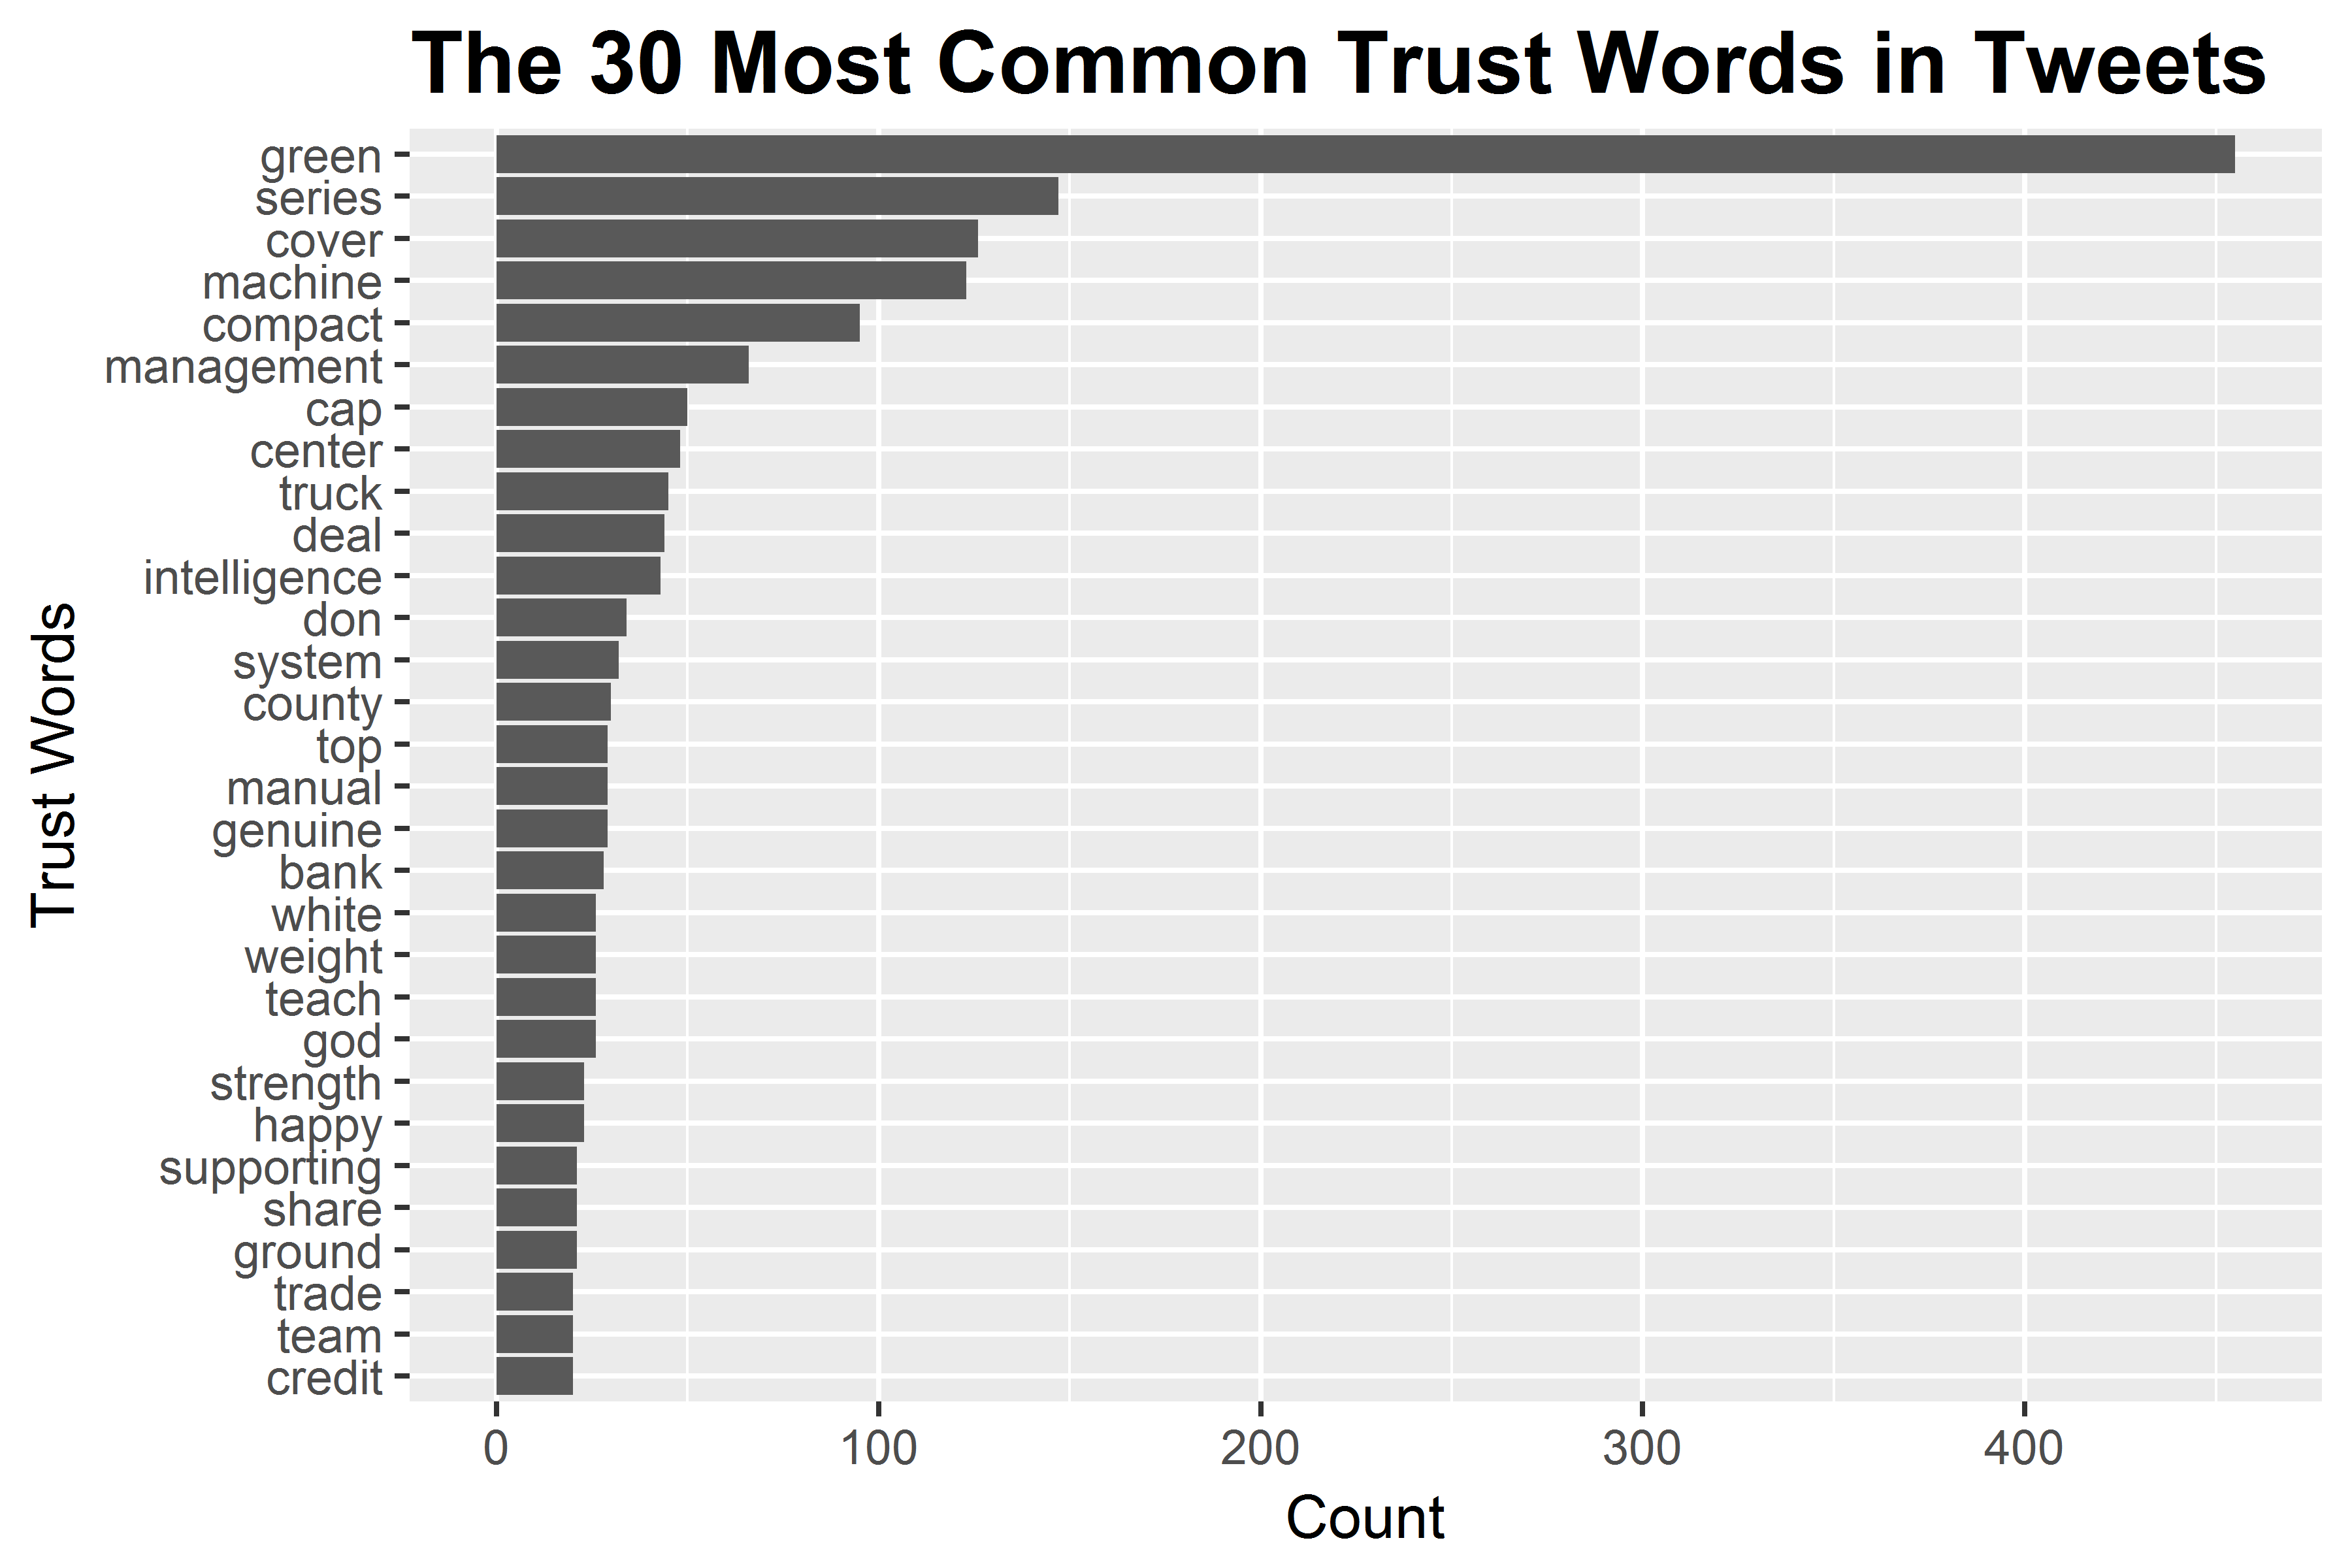 The 30 Most Common Trust Words in Tweets
green
series
cover
machine
compact
management
cap
center
truck
deal
intelligence
don
system
county
top
manual
genuine
bank
white
weight
teach
god
strength
happy
supporting
share
ground
trade
team
credit
Trust Words
0 100 200 300 400
Count